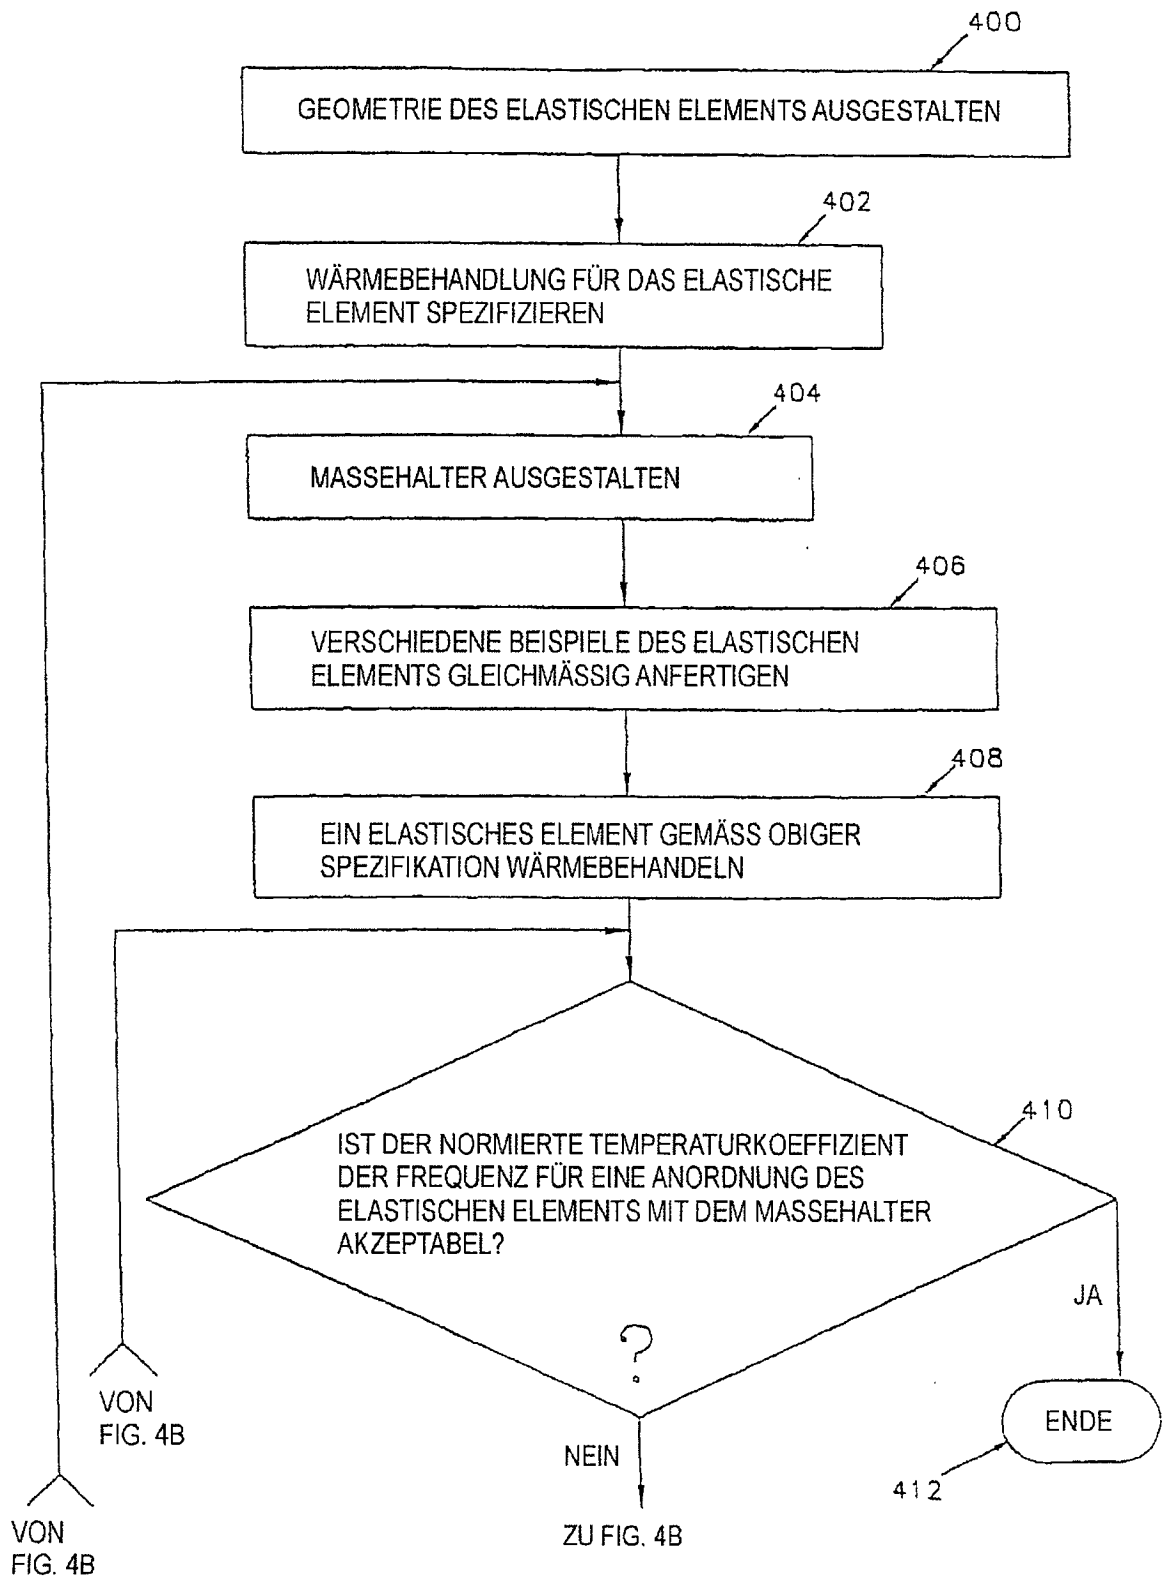 400
GEOMETRIE DES ELASTISCHEN ELEMENTS AUSGESTALTEN
402
WÄRMEBEHANDLUNG FÜR DAS ELASTISCHE
ELEMENT SPEZIFIZIEREN
404
MASSEHALTER AUSGESTALTEN
406
VERSCHIEDENE BEISPIELE DES ELASTISCHEN
ELEMENTS GLEICHMÄSSIG ANFERTIGEN
408
EIN ELASTISCHES ELEMENT GEMÄSS OBIGER
SPEZIFIKATION WÄRMEBEHANDELN
410
IST DER NORMIERTE TEMPERATURKOEFFIZIENT
DER FREQUENZ FÜR EINE ANORDNUNG DES
ELASTISCHEN ELEMENTS MIT DEM MASSEHALTER
AKZEPTABEL?
?
JA
ENDE
412
NEIN
ZU FIG. 4B
VON
FIG. 4B
VON
FIG. 4B